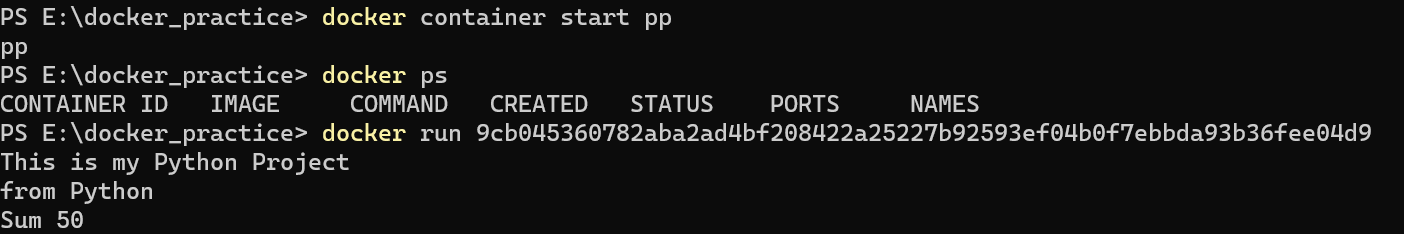 PS E:\docker_practice> docker container start pp
pp
PS E:\docker_practice> docker ps
CONTAINER ID   IMAGE     COMMAND   CREATED   STATUS    PORTS     NAMES
PS E:\docker_practice> docker run 9cb045360782aba2ad4bf208422a25227b92593ef04b0f7ebbda93b36fee04d9
This is my Python Project
from Python
Sum 50